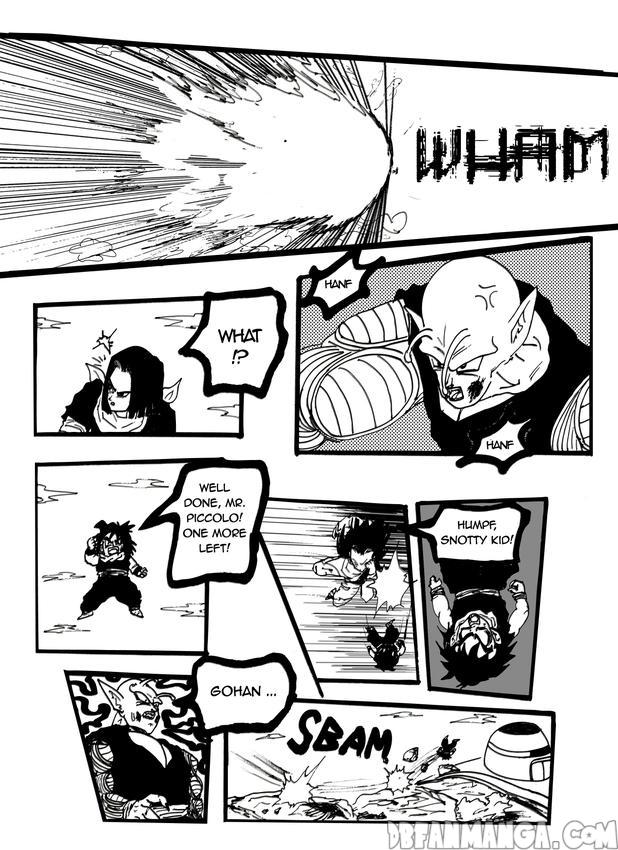 WHAM
HANF
WHAT
!?
HANF
WELL
DONE, MR.
PICCOLO!
ONE MORE
LEFT!
HUMPF,
SNOTTY KID!
GOHAN ...
SBAM
DBFANMANGA.COM